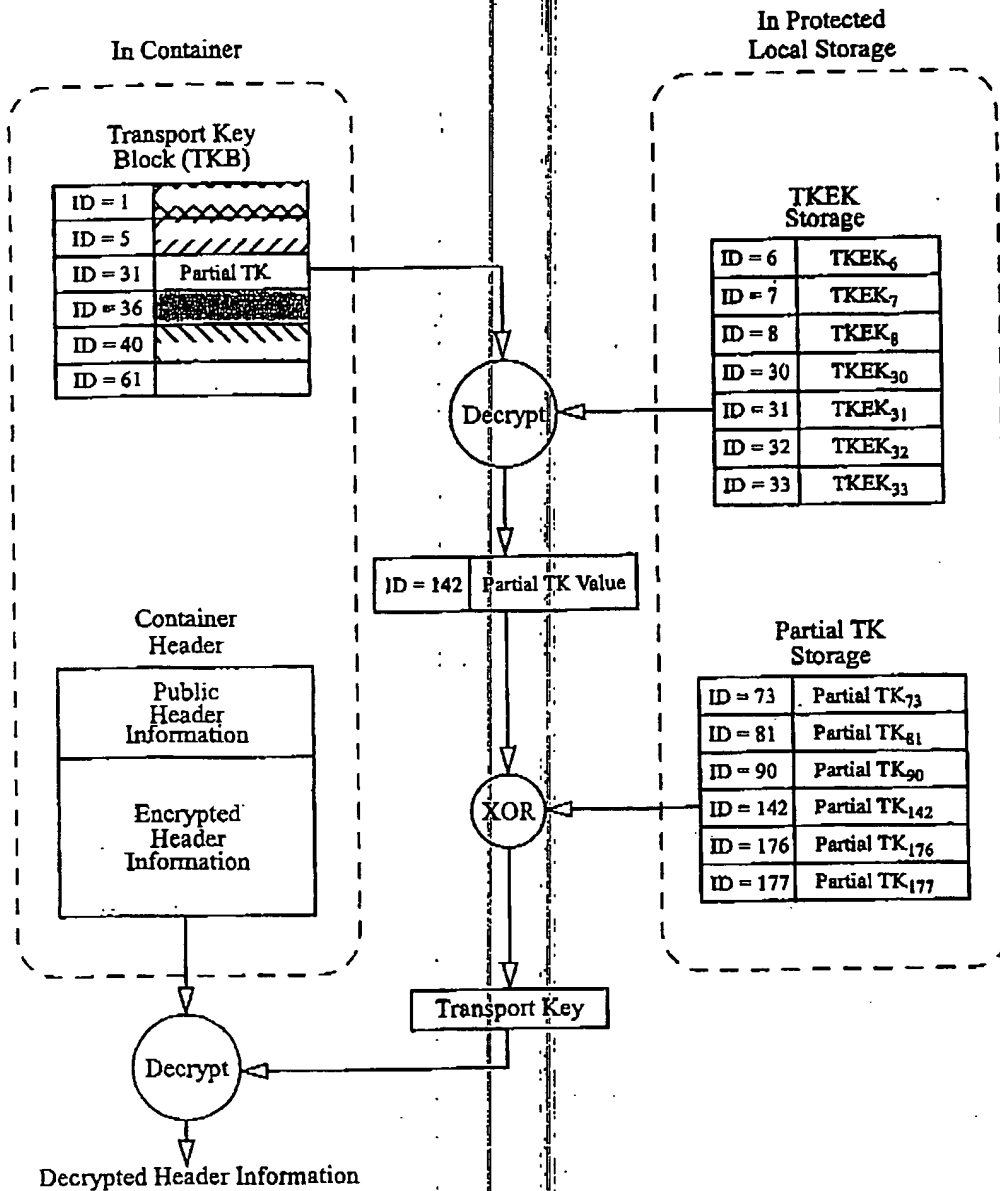 In Container
In Protected
Local Storage
Transport Key
Block (TKB)
ID = 1
ID = 5
ID = 31 Partial TK
ID = 36
ID = 40
ID = 61
TKEK
Storage
ID = 6 TKEK6
ID = 7 TKEK7
ID = 8 TKEK8
ID = 30 TKEK30
ID = 31 TKEK31
ID = 32 TKEK32
ID = 33 TKEK33
Decrypt
ID = 142 Partial TK Value
Container
Header
Public
Header
Information
Encrypted
Header
Information
Partial TK
Storage
ID = 73 Partial TK73
ID = 81 Partial TK81
ID = 90 Partial TK90
ID = 142 Partial TK142
ID = 176 Partial TK176
ID = 177 Partial TK177
XOR
Transport Key
Decrypt
Decrypted Header Information